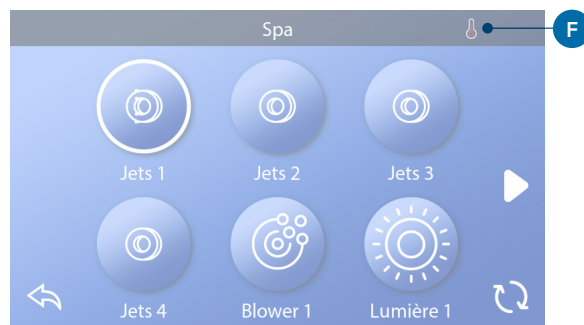 Spa
F
Jets 1
Jets 2
Jets 3
Jets 4
Blower 1
Lumière 1